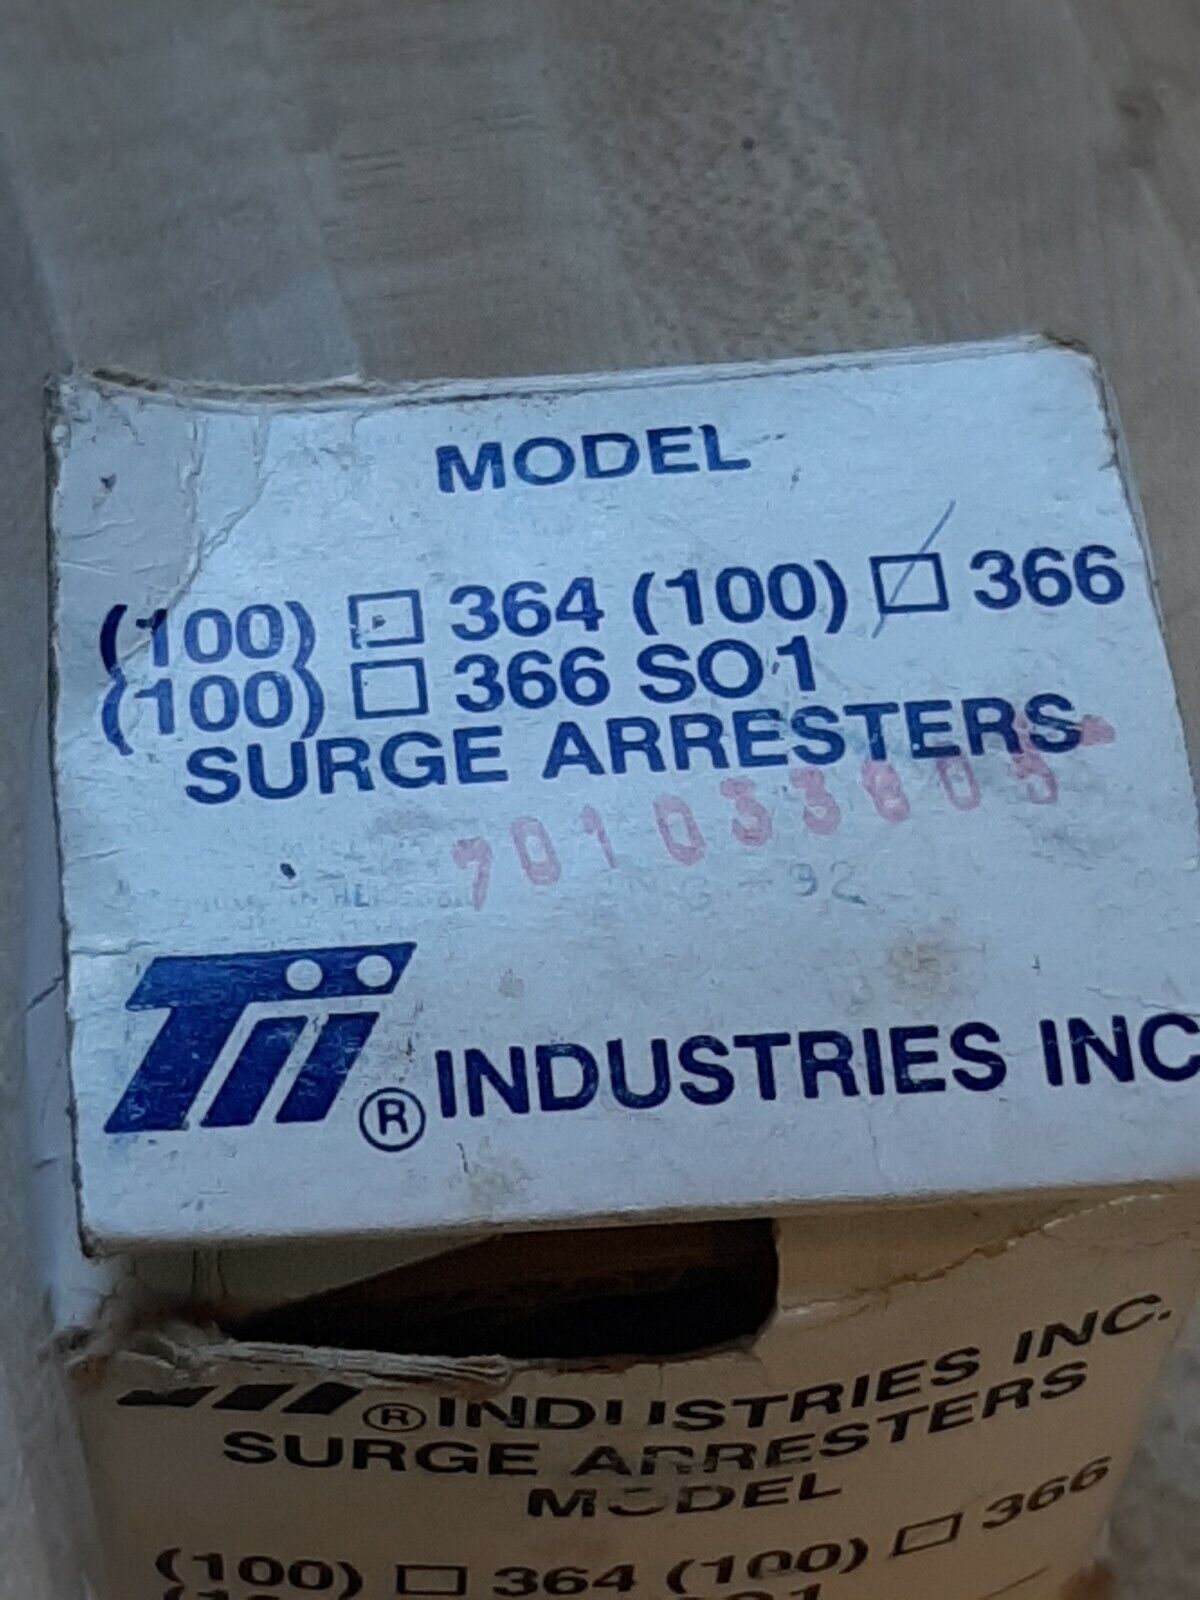 MODEL
(100) □ 364 (100) □ 366
(100) □ 366 SO1
SURGE ARRESTERS
701033805
92
Tii ® INDUSTRIES INC
® INDUSTRIES INC.
SURGE ARRESTERS
MODEL
(100) □ 364 (100) □ 366